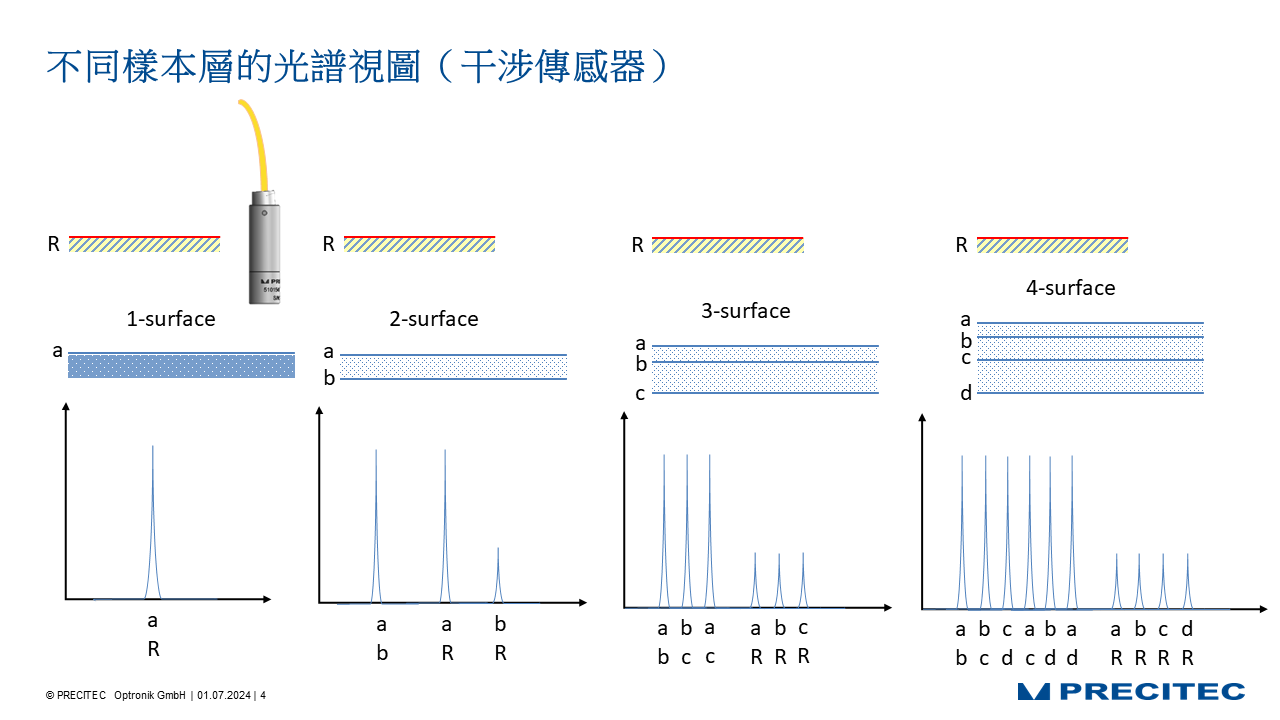 不同樣本層的光譜視圖（干涉傳感器）
R
R
R
R
1-surface
2-surface
3-surface
4-surface
a
a
b
a
b
c
a
b
c
d
a
R
a a b
b R R
a b a a b c
b c c R R R
a b c a b a a b c d
b c d c d d R R R R
© PRECITEC Optronik GmbH | 01.07.2024 | 4
PRECITEC